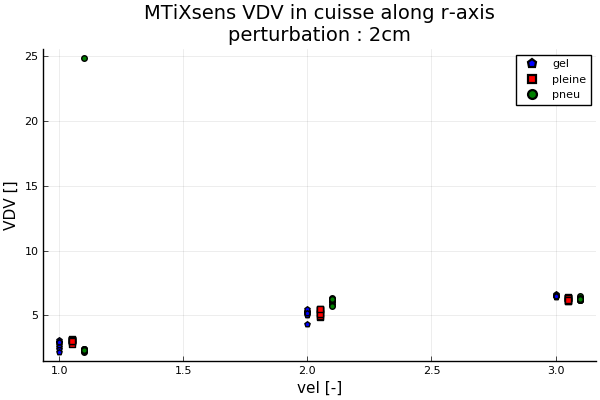 MTiXsens VDV in cuisse along r-axis
perturbation : 2cm
25
20
15
10
5
VDV []
gel
pleine
pneu
1.0
1.5
2.0
2.5
3.0
vel [-]